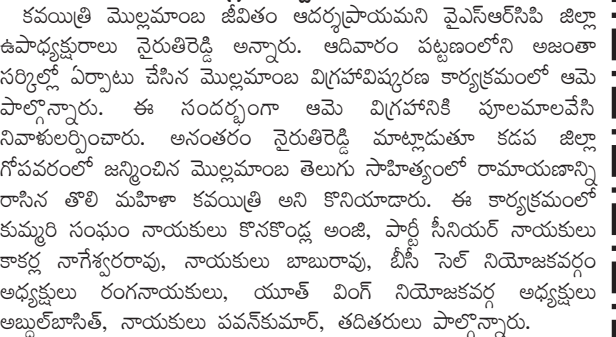 కవయిత్రి మొల్లమాంబ జీవితం ఆదర్శప్రాయమని వైఎస్ఆర్‌సిపి జిల్లా
ఉపాధ్యక్షురాలు నైరుతిరెడ్డి అన్నారు. ఆదివారం పట్టణంలోని అజంతా
సర్కిల్లో ఏర్పాటు చేసిన మొల్లమాంబ విగ్రహావిష్కరణ కార్యక్రమంలో ఆమె
పాల్గొన్నారు. ఈ సందర్భంగా ఆమె విగ్రహానికి పూలమాలవేసి
నివాళులర్పించారు. అనంతరం నైరుతిరెడ్డి మాట్లాడుతూ కడప జిల్లా
గోపవరంలో జన్మించిన మొల్లమాంబ తెలుగు సాహిత్యంలో రామాయణాన్ని
రాసిన తొలి మహిళా కవయిత్రి అని కొనియాడారు. ఈ కార్యక్రమంలో
కుమ్మరి సంఘం నాయకులు కొనకొండ్ల అంజి, పార్టీ సీనియర్ నాయకులు
కాకర్ల నాగేశ్వరరావు, నాయకులు బాబురావు, బీసీ సెల్ నియోజకవర్గం
అధ్యక్షులు రంగనాయకులు, యూత్ వింగ్ నియోజకవర్గ అధ్యక్షులు
అబ్దుల్‌బాసిత్, నాయకులు పవన్‌కుమార్, తదితరులు పాల్గొన్నారు.